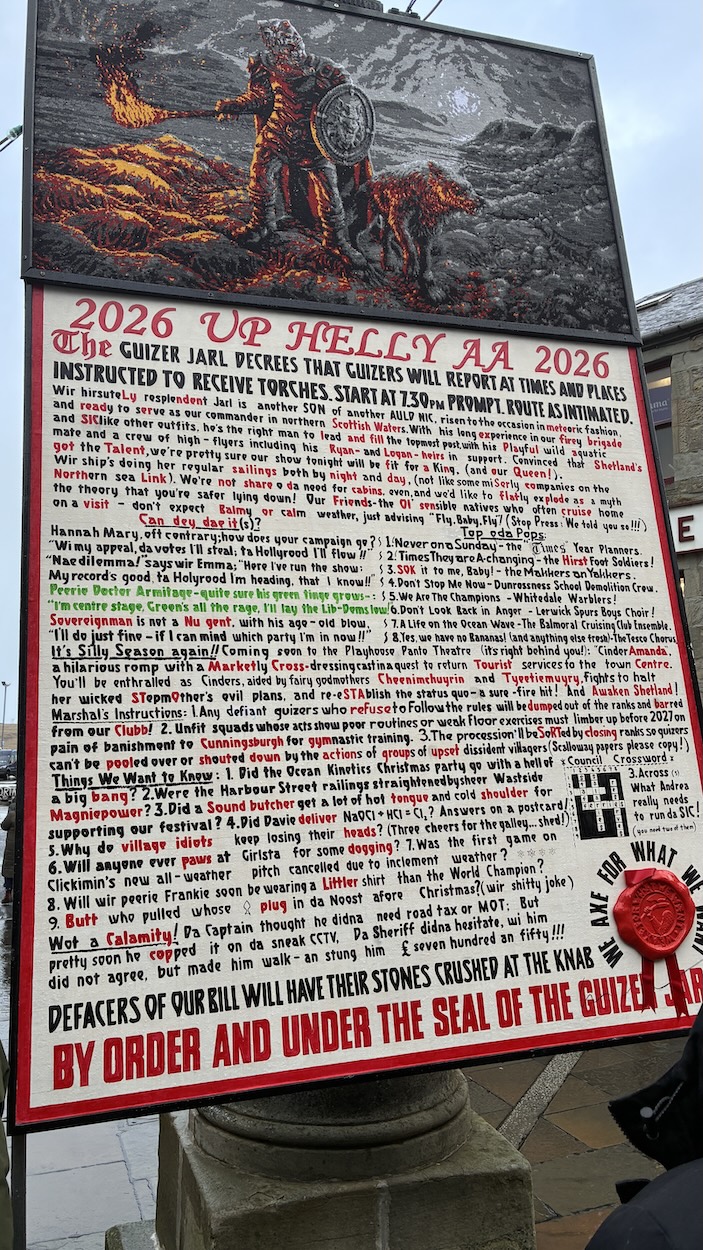 2026 UP HELLY AA 2026
The GUIZER JARL DECREES THAT GUIZERS WILL REPORT AT TIMES AND PLACES
INSTRUCTED TO RECEIVE TORCHES. START AT 7.30PM PROMPT. ROUTE AS INTIMATED.
Wir hirsuteLy resplendent Jarl is another SON of another AULD NIC, risen to the occasion in meteoric fashion,
and ready to serve as our commander in northern Scottish Waters. With his long experience in our firey brigade
and SIClike other outfits, he's the right man to lead and fill the topmost post, with his Playful wild aquatic
mate and a crew of high-flyers including his Ryan- and Logan-heirs in support. Convinced that Shetland's
got the Talent, we're pretty sure our show tonight will be fit for a King, (and our Queen!).
Wir ship's doing her regular sailings both by night and day, (not like some miSerly companies on the
Northern sea Link). We're not share o da need for cabins, even, and we'd like to flatly explode as a myth
the theory that you're safer lying down! Our Friends-the Ol' sensible natives who often cruise home
on a visit - don't expect Balmy or calm weather, just advising "Fly, Baby, Fly"! (Stop Press: We told you so!!!)
Can dey dae it(s)?
Hannah Mary, oft contrary; how does your campaign go?
"Wi my appeal, da votes I'll steal; ta Hollyrood I'll flow!!"
"Nae dilemma!" says wir Emma; "Here I've run the show:
My record's good, ta Holyrood I'm heading, that I know!!"
Peerie Doctor Armitage-quite sure his green tinge grows-:
"I'm centre stage, Green's all the rage, I'll lay the Lib-Dems low!
Sovereignman is not a Nu gent, with his age-old blow,
"I'll do just fine-if I can mind which party I'm in now!!"
Top oda Pops:
1. Never on a Sunday - the "Times" Year Planners.
2. Times They are A-changing - the Hirst Foot Soldiers!
3. SOK it to me, Baby! - the Makkers an Yakkers.
4. Don't Stop Me Now - Dunrossness School Demolition Crew.
5. We Are The Champions - Whitedale Warblers!
6. Don't Look Back in Anger - Lerwick Spurs Boys Choir!
7. A Life on the Ocean Wave - The Balmoral Cruising Club Ensemble.
8. Yes, we have no Bananas! (and anything else fresh)-The Tesco Chorus
It's Silly Season again!! Coming soon to the Playhouse Panto Theatre (its right behind you!): "Cinder Amanda,
a hilarious romp with a Marketly Cross-dressing cast in a quest to return Tourist services to the town Centre.
You'll be enthralled as Cinders, aided by fairy godmothers Cheenimchuyrin and Tyeetiemuyry, fights to halt
her wicked STepmOther's evil plans, and re-eSTAblish the status quo-a sure-fire hit! And Awaken Shetland!
Marshal's Instructions: 1. Any defiant guizers who refuse to Follow the rules will be dumped out of the ranks and barred
from our Clubb! 2. Unfit squads whose acts show poor routines or weak Floor exercises must limber up before 2027 on
pain of banishment to Cunningsburgh for gymnastic training. 3. The procession'll be SoRTed by closing ranks so guizers
can't be pooled over or shouted down by the actions of groups of upset dissident villagers (Scalloway papers please copy!)
Things We Want to Know: 1. Did the Ocean Kinetics Christmas party go with a hell of
a big bang? 2. Were the Harbour Street railings straightened by sheer Wastside
Magniepower? 3. Did a Sound butcher get a lot of hot tongue and cold shoulder for
supporting our festival? 4. Did Davie deliver NaOCl + HCl = Cl₂? Answers on a postcard!
5. Why do village idiots keep losing their heads? (Three cheers for the galley...shed!)
6. Will anyone ever paws at Girlsta for some dogging? 7. Was the first game on
Clickimin's new all-weather pitch cancelled due to inclement weather?
8. Will wir peerie Frankie soon be wearing a Littler shirt than the World Champion?
9. Butt who pulled whose plug in da Noost afore Christmas? (wir shitty joke)
Council Crossword
3. Across (1)
What Andrea
really needs
to run da SIC!
(you need two of them)
Wot a Calamity! Da Captain thought he didna need road tax or MOT; But
pretty soon he copped it on da sneak CCTV, Da Sheriff didna hesitate, wi him
did not agree, but made him walk-an stung him £ seven hundred an fifty!!!
WE AXE FOR WHAT WE WANT
DEFACERS OF OUR BILL WILL HAVE THEIR STONES CRUSHED AT THE KNAB
BY ORDER AND UNDER THE SEAL OF THE GUIZER JAR
E